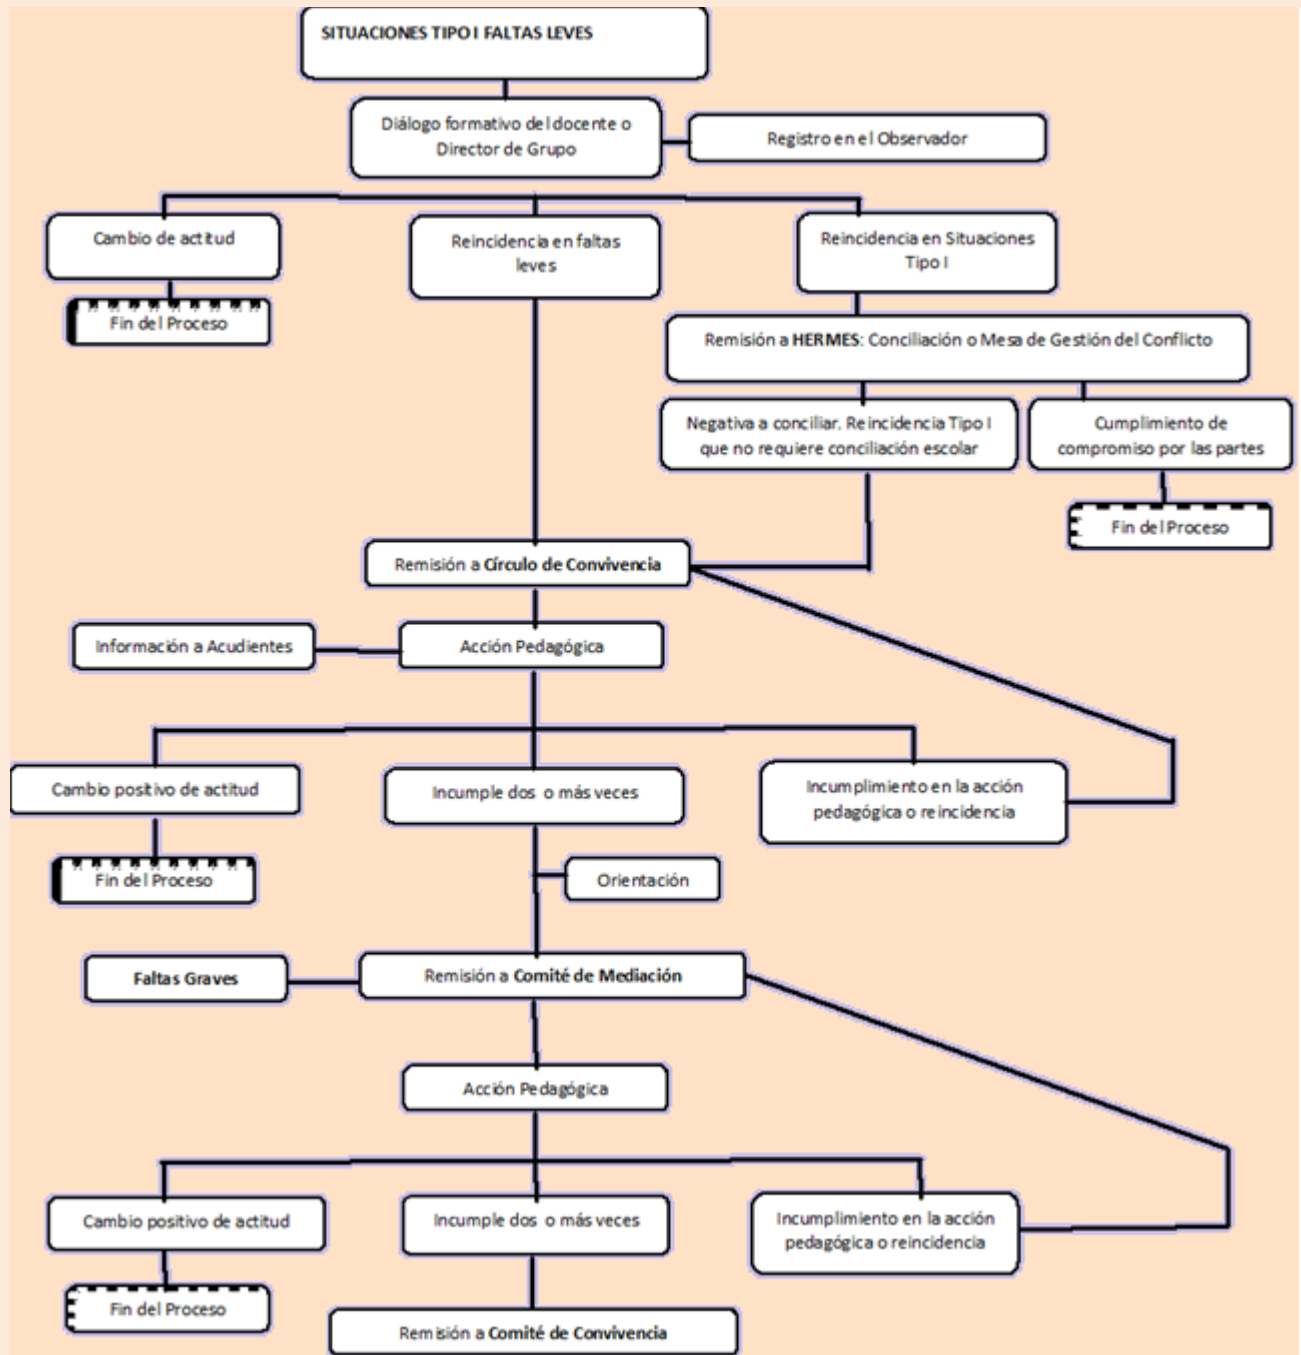 SITUACIONES TIPO I FALTAS LEVES
Diálogo formativo del docente o
Director de Grupo
Registro en el Observador
Cambio de actitud
Reincidencia en faltas
leves
Reincidencia en Situaciones
Tipo I
Fin del Proceso
Remisión a HERMES: Conciliación o Mesa de Gestión del Conflicto
Negativa a conciliar. Reincidencia Tipo I
que no requiere conciliación escolar
Cumplimiento de
compromiso por las partes
Fin del Proceso
Remisión a Círculo de Convivencia
Información a Acudientes
Acción Pedagógica
Cambio positivo de actitud
Incumple dos o más veces
Incumplimiento en la acción
pedagógica o reincidencia
Fin del Proceso
Orientación
Faltas Graves
Remisión a Comité de Mediación
Acción Pedagógica
Cambio positivo de actitud
Incumple dos o más veces
Incumplimiento en la acción
pedagógica o reincidencia
Fin del Proceso
Remisión a Comité de Convivencia